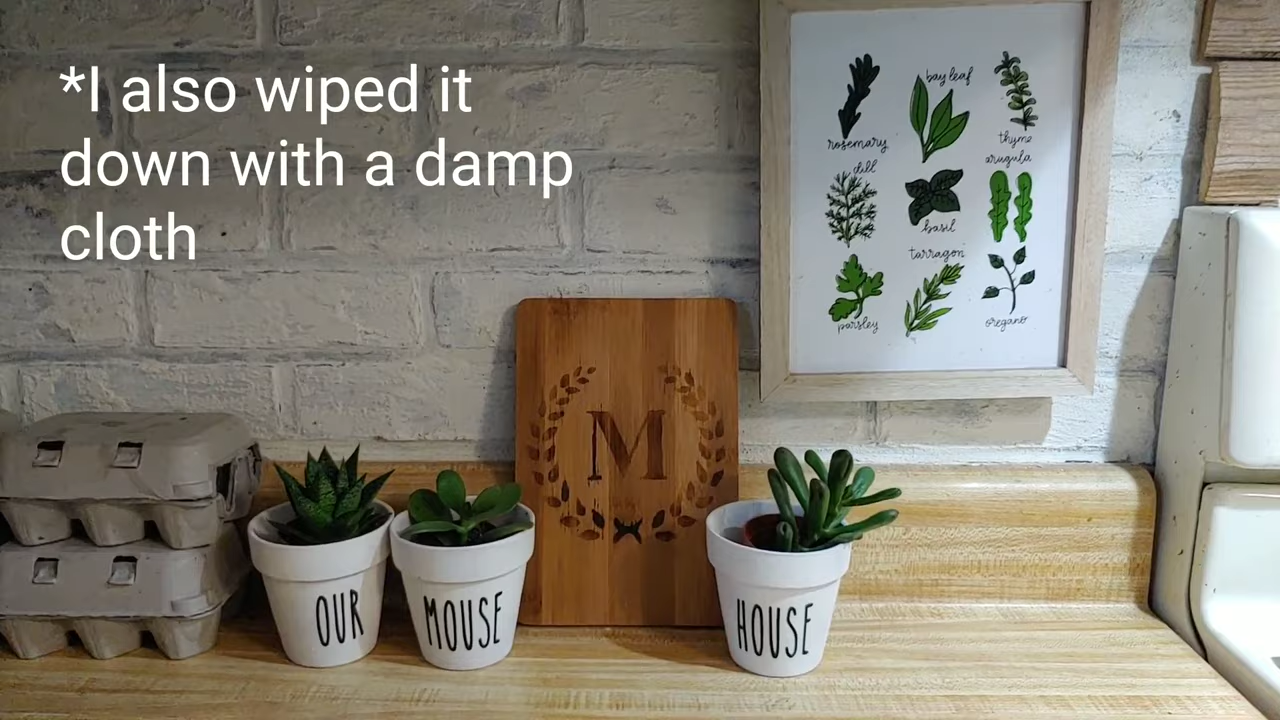 *I also wiped it
down with a damp
cloth
bay leaf
rosemary
thyme
dill
arugula
basil
tarragon
parsley
oregano
M
OUR
MOUSE
HOUSE